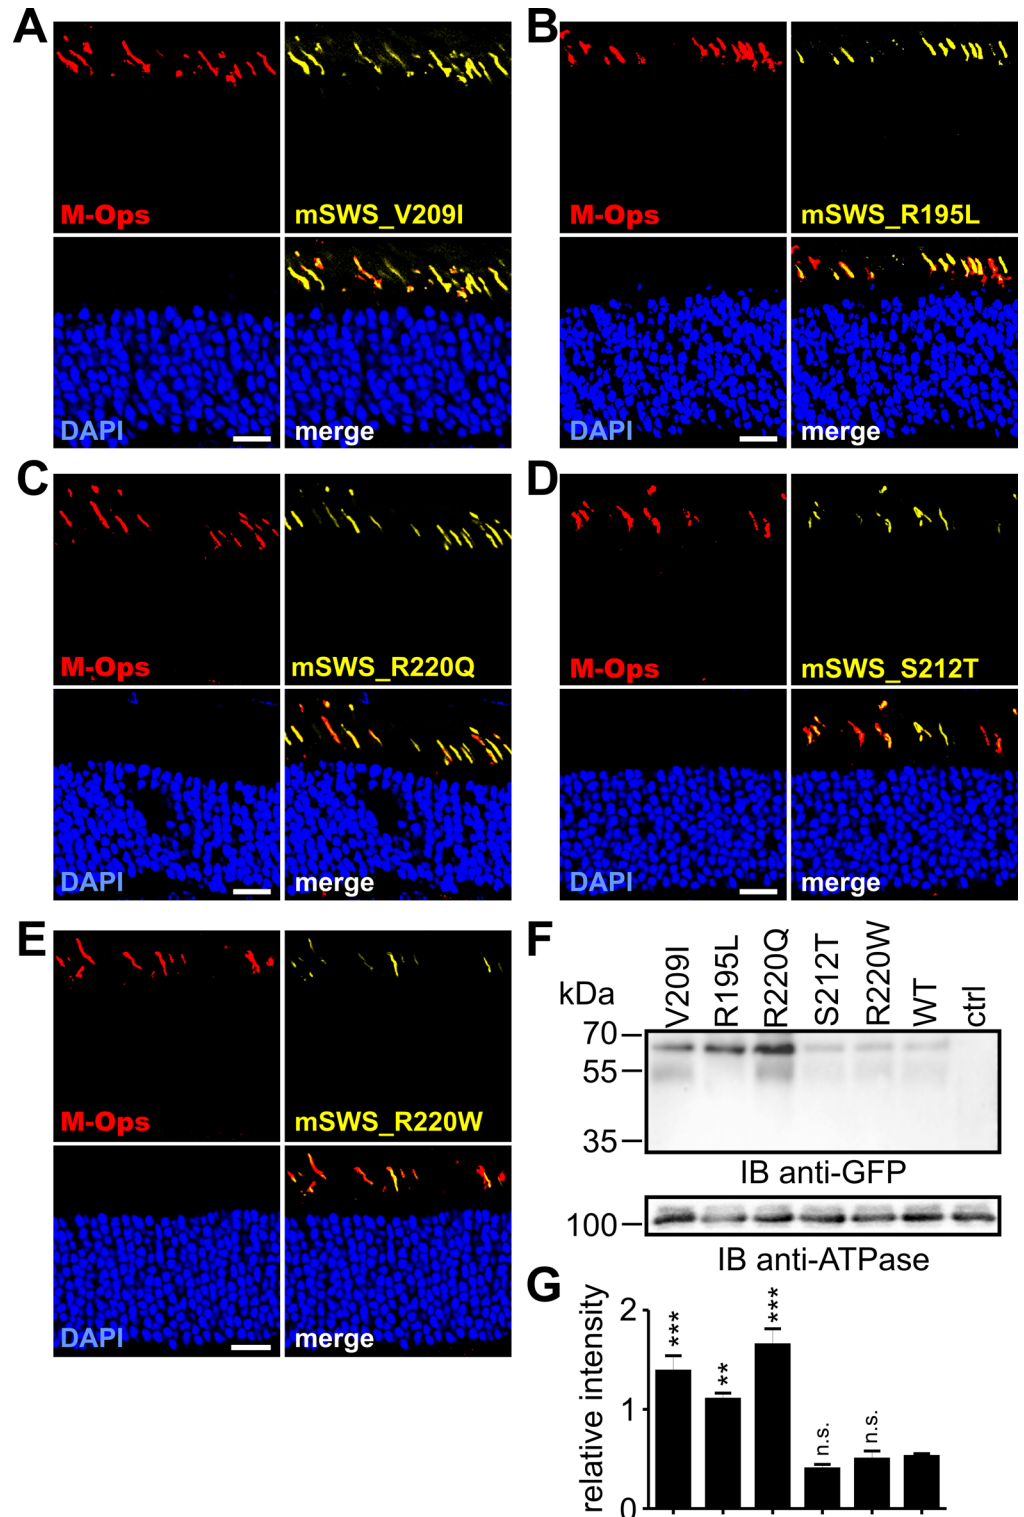 A
M-Ops
mSWS_V209I
DAPI
merge
B
M-Ops
mSWS_R195L
DAPI
merge
C
M-Ops
mSWS_R220Q
DAPI
merge
D
M-Ops
mSWS_S212T
DAPI
merge
E
M-Ops
mSWS_R220W
DAPI
merge
F
kDa
V209I
R195L
R220Q
S212T
R220W
WT
ctrl
70
55
35
IB anti-GFP
100
IB anti-ATPase
G
relative intensity
2
1
0
***
**
***
n.s.
n.s.